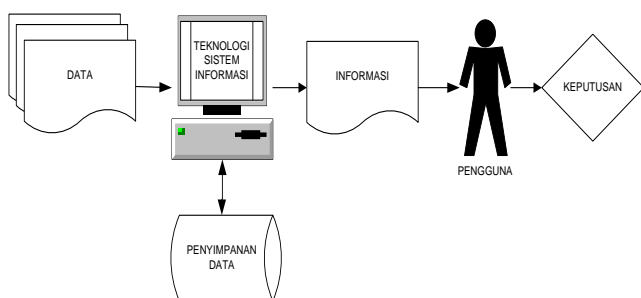 DATA
TEKNOLOGI
SISTEM
INFORMASI
INFORMASI
KEPUTUSAN
PENGGUNA
PENYIMPANAN
DATA